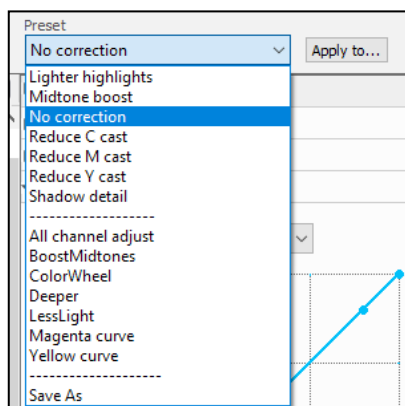 Preset
No correction
Apply to...
Lighter highlights
Midtone boost
No correction
Reduce C cast
Reduce M cast
Reduce Y cast
Shadow detail
-------------------
All channel adjust
BoostMidtones
ColorWheel
Deeper
LessLight
Magenta curve
Yellow curve
--------------------
Save As